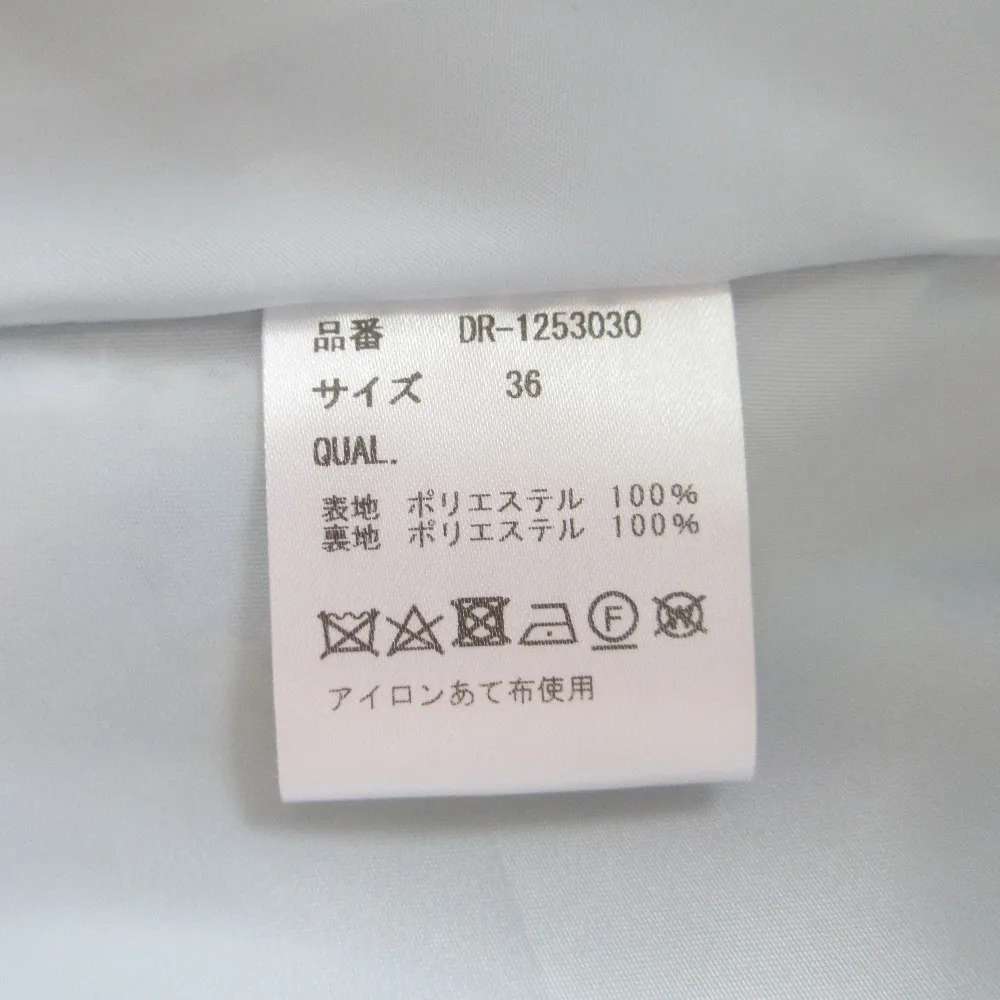 品番 DR-1253030
サイズ 36
QUAL.
表地 ポリエステル 100%
裏地 ポリエステル 100%
F W
アイロンあて布使用